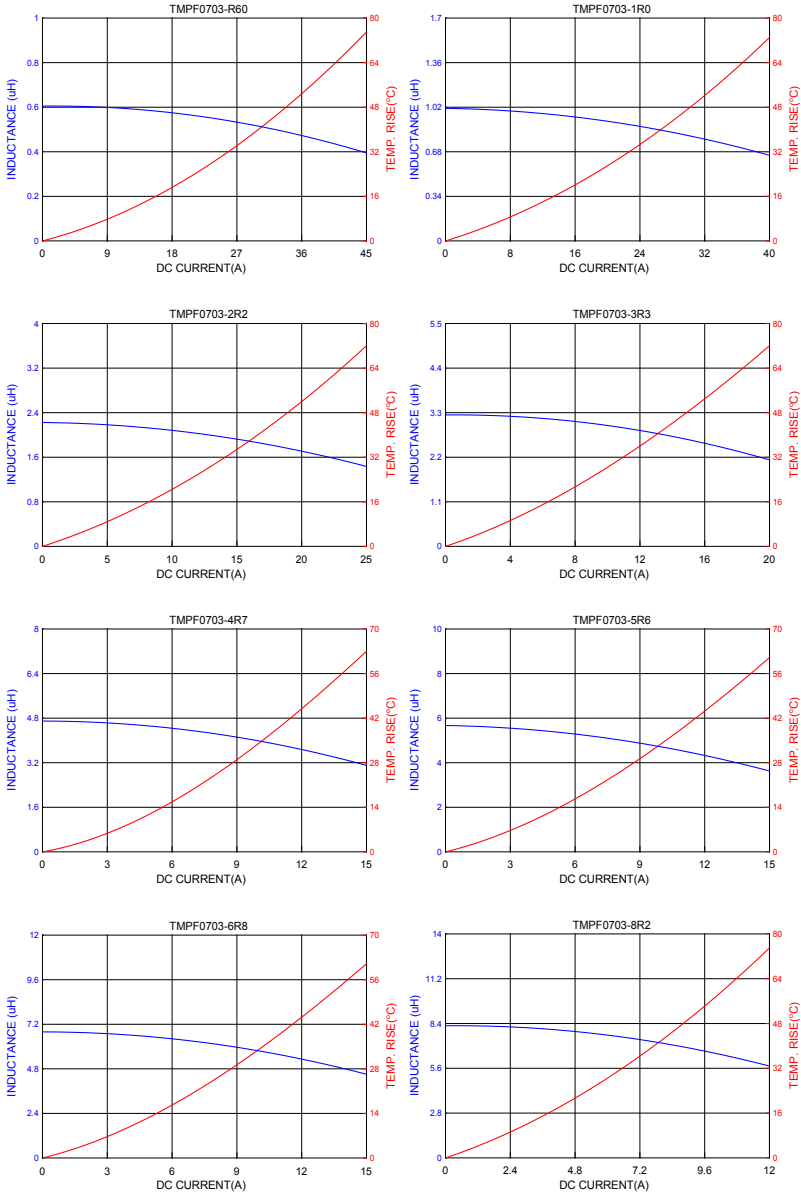 TMPF0703-R60
INDUCTANCE (uH)
1
0.8
0.6
0.4
0.2
0
80
64
48
32
16
0
TEMP. RISE(°C)
0 9 18 27 36 45
DC CURRENT(A)
TMPF0703-1R0
INDUCTANCE (uH)
1.7
1.36
1.02
0.68
0.34
0
80
64
48
32
16
0
TEMP. RISE(°C)
0 8 16 24 32 40
DC CURRENT(A)
TMPF0703-2R2
INDUCTANCE (uH)
4
3.2
2.4
1.6
0.8
0
80
64
48
32
16
0
TEMP. RISE(°C)
0 5 10 15 20 25
DC CURRENT(A)
TMPF0703-3R3
INDUCTANCE (uH)
5.5
4.4
3.3
2.2
1.1
0
80
64
48
32
16
0
TEMP. RISE(°C)
0 4 8 12 16 20
DC CURRENT(A)
TMPF0703-4R7
INDUCTANCE (uH)
8
6.4
4.8
3.2
1.6
0
70
56
42
28
14
0
TEMP. RISE(°C)
0 3 6 9 12 15
DC CURRENT(A)
TMPF0703-5R6
INDUCTANCE (uH)
10
8
6
4
2
0
70
56
42
28
14
0
TEMP. RISE(°C)
0 3 6 9 12 15
DC CURRENT(A)
TMPF0703-6R8
INDUCTANCE (uH)
12
9.6
7.2
4.8
2.4
0
70
56
42
28
14
0
TEMP. RISE(°C)
0 3 6 9 12 15
DC CURRENT(A)
TMPF0703-8R2
INDUCTANCE (uH)
14
11.2
8.4
5.6
2.8
0
80
64
48
32
16
0
TEMP. RISE(°C)
0 2.4 4.8 7.2 9.6 12
DC CURRENT(A)